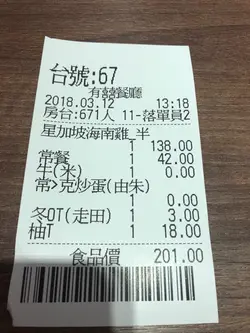 台號:67
有囍餐廳
2018.03.12 13:18
房台:671人 11-落單員2
星加坡海南雞_半
1 138.00
常餐 1 42.00
牛(米) 1 0.00
常>克炒蛋(由朱)
1 0.00
冬OT(走田) 1 3.00
柚T 1 18.00
食品價 201.00